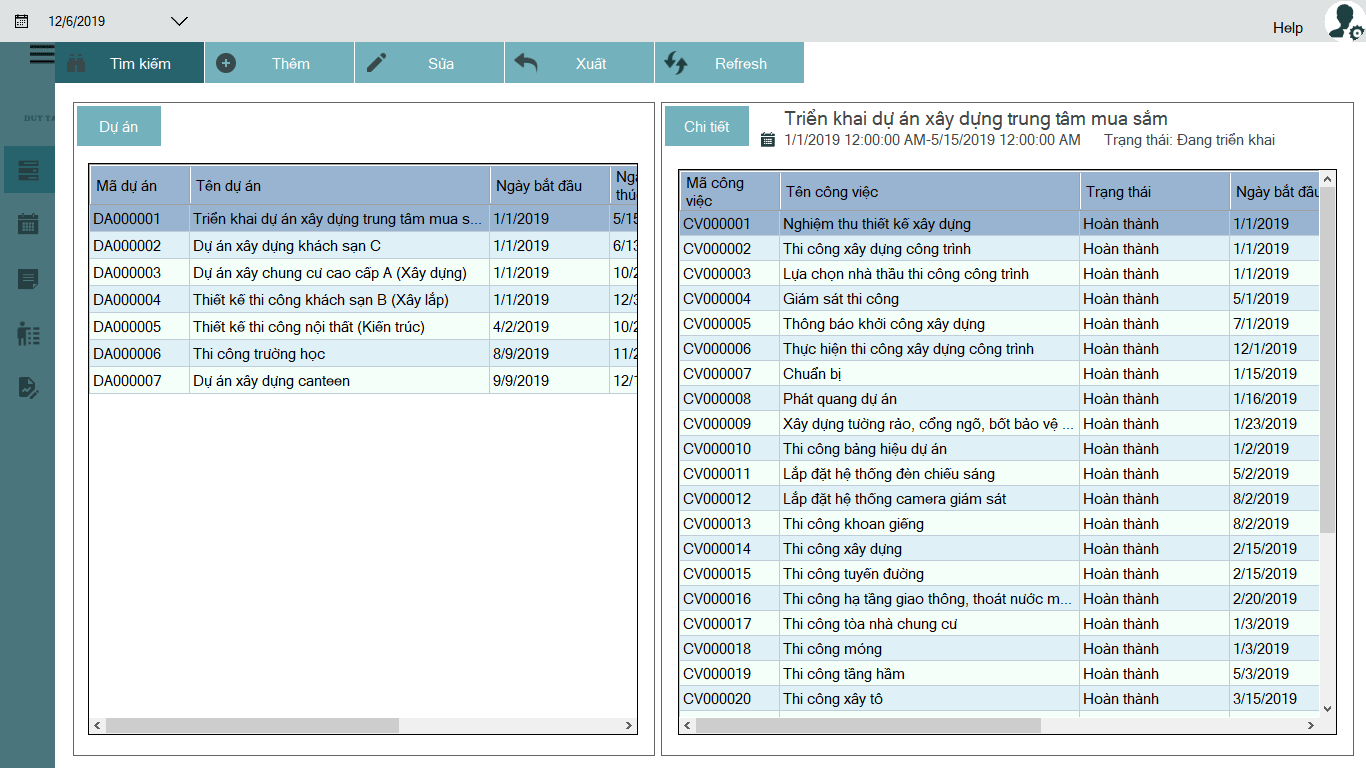 12/6/2019
Help
Tìm kiếm Thêm Sửa Xuất Refresh
DUY TA
Dự án
Mã dự án Tên dự án Ngày bắt đầu Ngà
thúc
DA000001 Triển khai dự án xây dựng trung tâm mua s... 1/1/2019 5/15
DA000002 Dự án xây dựng khách sạn C 1/1/2019 6/13
DA000003 Dự án xây chung cư cao cấp A (Xây dựng) 1/1/2019 10/2
DA000004 Thiết kế thi công khách sạn B (Xây lắp) 1/1/2019 12/3
DA000005 Thiết kế thi công nội thất (Kiến trúc) 4/2/2019 10/2
DA000006 Thi công trường học 8/9/2019 11/2
DA000007 Dự án xây dựng canteen 9/9/2019 12/1
Chi tiết
Triển khai dự án xây dựng trung tâm mua sắm
1/1/2019 12:00:00 AM-5/15/2019 12:00:00 AM Trạng thái: Đang triển khai
Mã công
việc Tên công việc Trạng thái Ngày bắt đầu
CV000001 Nghiệm thu thiết kế xây dựng Hoàn thành 1/1/2019
CV000002 Thi công xây dựng công trình Hoàn thành 1/1/2019
CV000003 Lựa chọn nhà thầu thi công công trình Hoàn thành 1/1/2019
CV000004 Giám sát thi công Hoàn thành 5/1/2019
CV000005 Thông báo khởi công xây dựng Hoàn thành 7/1/2019
CV000006 Thực hiện thi công xây dựng công trình Hoàn thành 12/1/2019
CV000007 Chuẩn bị Hoàn thành 1/15/2019
CV000008 Phát quang dự án Hoàn thành 1/16/2019
CV000009 Xây dựng tường rào, cổng ngõ, bốt bảo vệ ... Hoàn thành 1/23/2019
CV000010 Thi công bảng hiệu dự án Hoàn thành 1/2/2019
CV000011 Lắp đặt hệ thống đèn chiếu sáng Hoàn thành 5/2/2019
CV000012 Lắp đặt hệ thống camera giám sát Hoàn thành 8/2/2019
CV000013 Thi công khoan giếng Hoàn thành 8/2/2019
CV000014 Thi công xây dựng Hoàn thành 2/15/2019
CV000015 Thi công tuyến đường Hoàn thành 2/15/2019
CV000016 Thi công hạ tầng giao thông, thoát nước m... Hoàn thành 2/20/2019
CV000017 Thi công tòa nhà chung cư Hoàn thành 1/3/2019
CV000018 Thi công móng Hoàn thành 1/3/2019
CV000019 Thi công tầng hầm Hoàn thành 5/3/2019
CV000020 Thi công xây tô Hoàn thành 3/15/2019